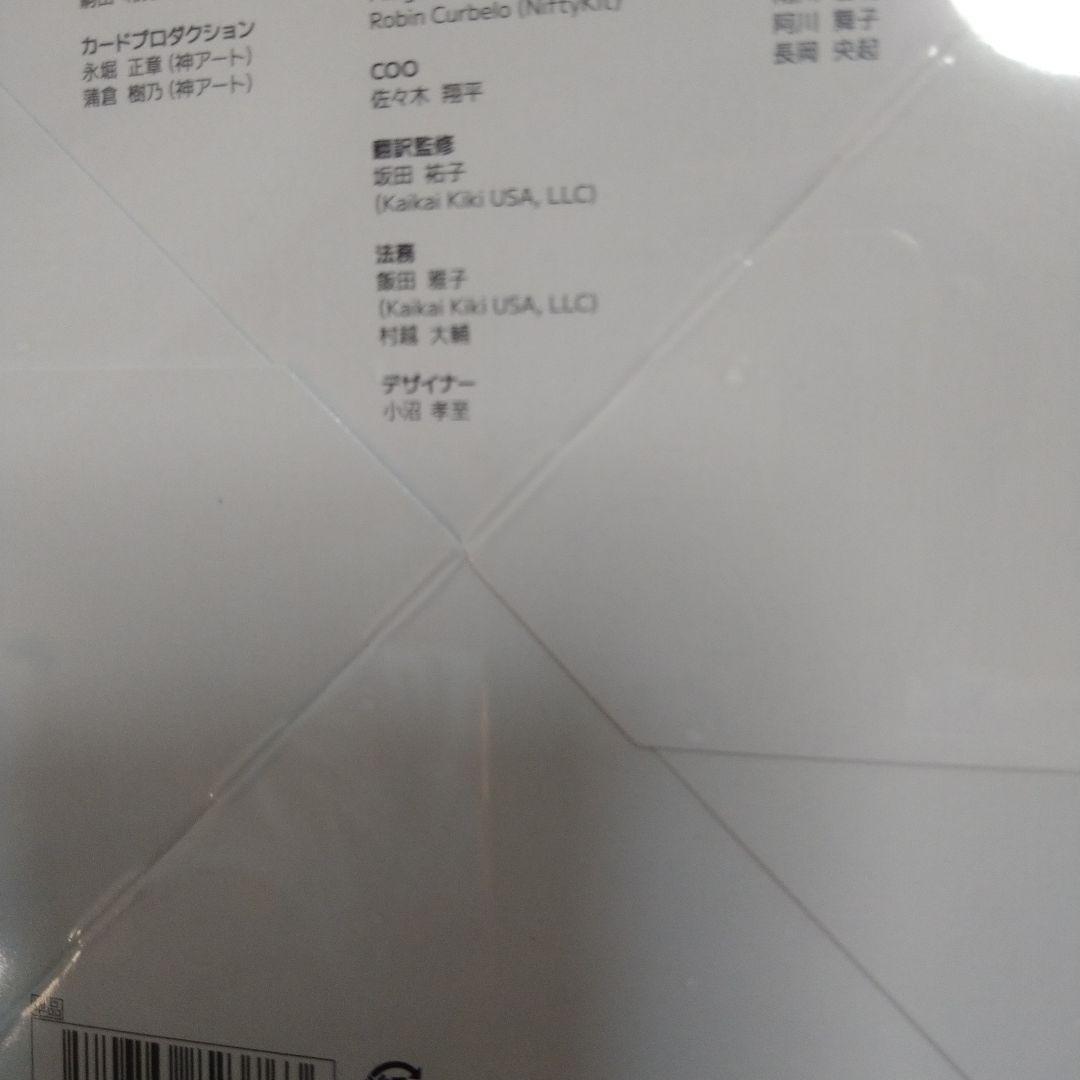 カードプロダクション
永堀 正章（神アート）
蒲倉 樹乃（神アート）
Robin Curbelo (NiftyKit)
COO
佐々木 翔平
翻訳監修
坂田 祐子
(Kaikai Kiki USA, LLC)
法務
飯田 雅子
(Kaikai Kiki USA, LLC)
村越 大輔
デザイナー
小沼 孝至
阿川 舞子
長岡 央起